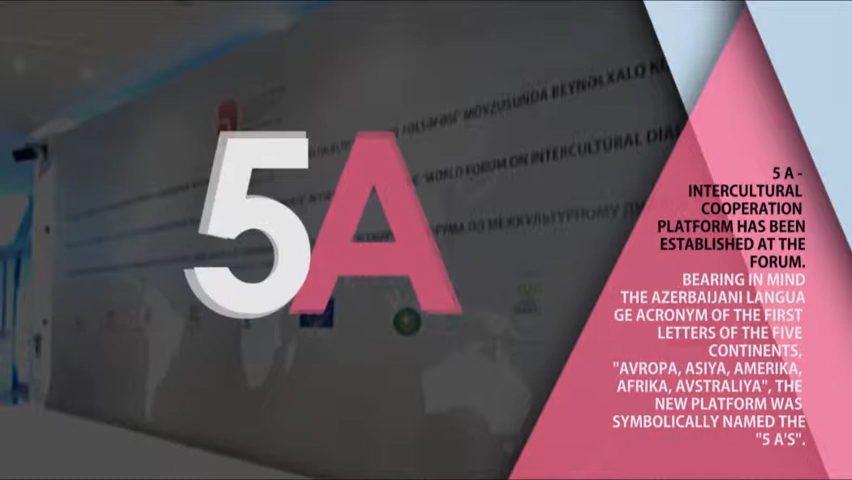 MÖVZUSUNDA BEYNƏLXALQ
"WORLD FORUM ON INTERCULTURAL
МЕЖКУЛЬТУРНОМУ
5A
5 A -
INTERCULTURAL
COOPERATION
PLATFORM HAS BEEN
ESTABLISHED AT THE
FORUM.
BEARING IN MIND
THE AZERBAIJANI LANGUA
GE ACRONYM OF THE FIRST
LETTERS OF THE FIVE
CONTINENTS,
"AVROPA, ASIYA, AMERIKA,
AFRIKA, AVSTRALIYA", THE
NEW PLATFORM WAS
SYMBOLICALLY NAMED THE
"5 A'S".